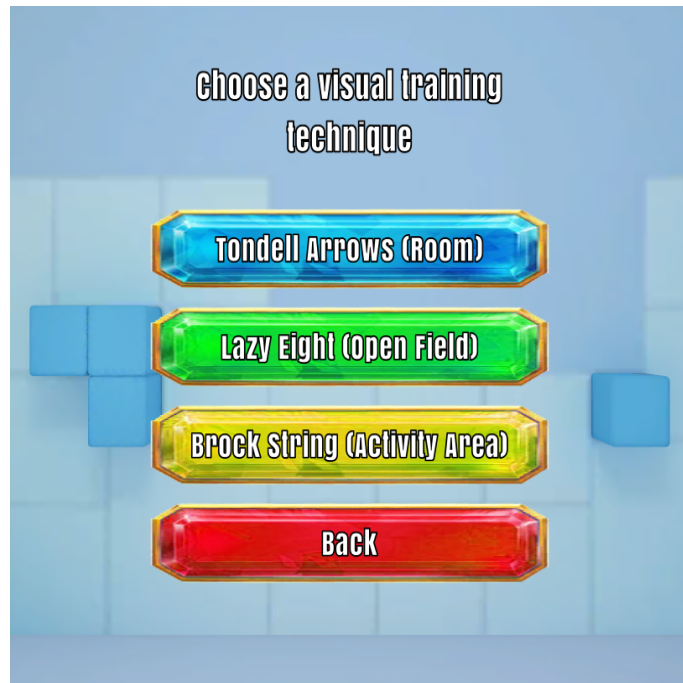 Choose a visual training
technique
Tondell Arrows (Room)
Lazy Eight (Open Field)
Brock String (Activity Area)
Back